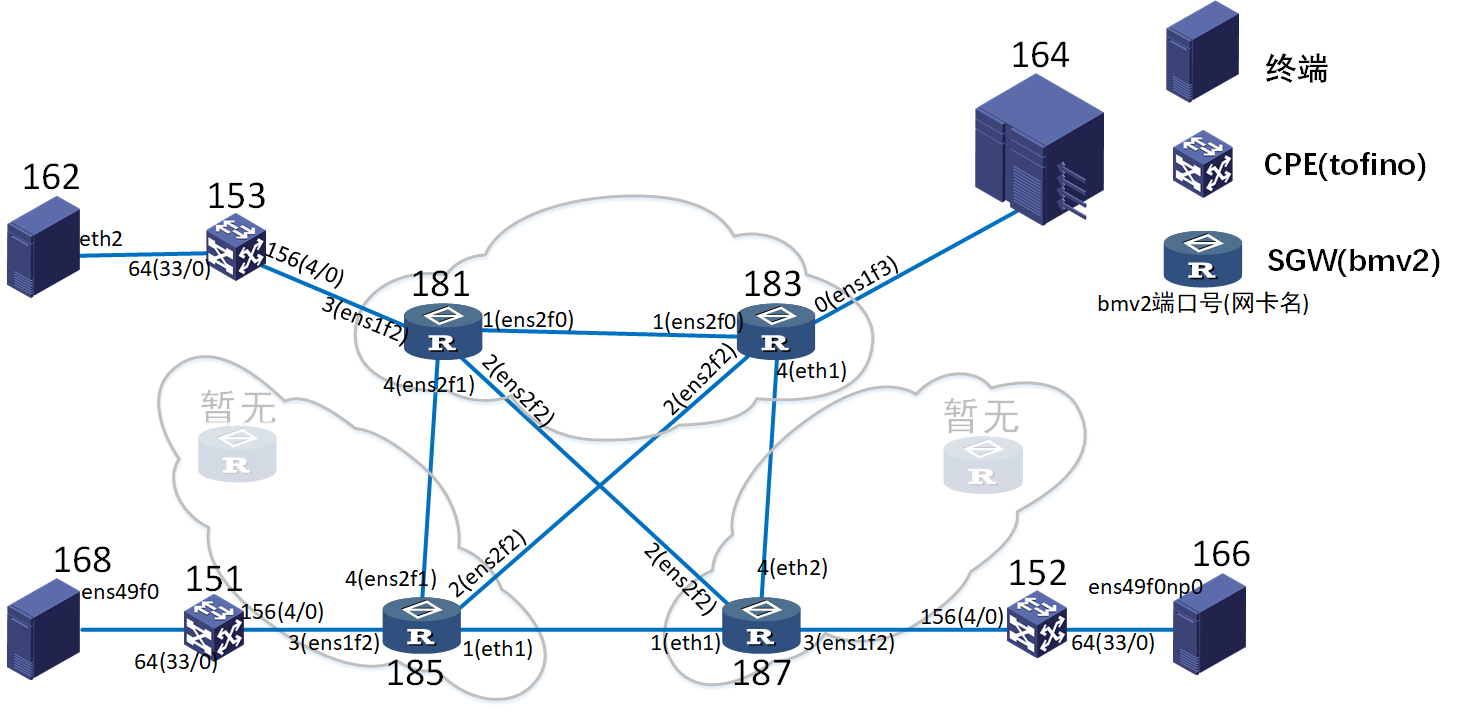 164
终端
162
153
CPE(tofino)
eth2
64(33/0)
156(4/0)
3(ens1f2)
181
183
0(ens1f3)
SGW(bmv2)
R
bmv2端口号(网卡名)
1(ens2f0)
1(ens2f0)
R
R
4(ens2f1)
2(ens2f2)
2(ens2f2)
4(eth1)
暂无
R
暂无
R
168
ens49f0
151
156(4/0)
64(33/0)
4(ens2f1)
2(ens2f2)
3(ens1f2)
R
1(eth1)
185
2(ens2f2)
4(eth2)
1(eth1)
R
3(ens1f2)
187
152
156(4/0)
64(33/0)
ens49f0np0
166